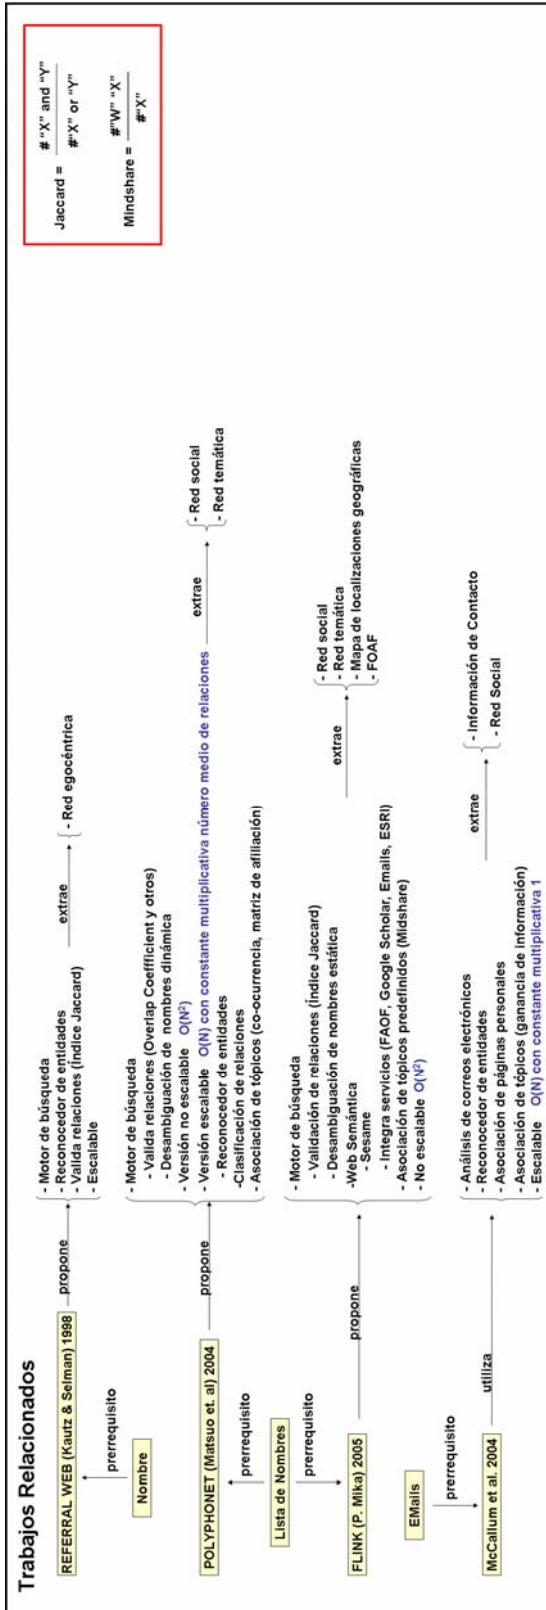 Trabajos Relacionados
REFERRAL WEB (Kautz & Selman) 1998
propone
- Motor de búsqueda
- Reconocedor de entidades
- Valida relaciones (Índice Jaccard)
- Escalable
extrae
- Red egocéntrica
prerrequisito
Nombre
POLYPHONET (Matsuo et. al) 2004
propone
- Motor de búsqueda
- Valida relaciones (Overlap Coeffficient y otros)
- Desambiguación de nombres dinámica
- Versión no escalable O(N²)
- Versión escalable O(N) con constante multiplicativa número medio de relaciones
- Reconocedor de entidades
-Clasificación de relaciones
- Asociación de tópicos (co-ocurrencia, matriz de afiliación)
extrae
- Red social
- Red temática
prerrequisito
Lista de Nombres
prerrequisito
FLINK (P. Mika) 2005
propone
- Motor de búsqueda
- Validación de relaciones (Índice Jaccard)
- Desambiguación de nombres estática
-Web Semántica
- Sesame
- Integra servicios (FAOF, Google Scholar, Emails, ESRI)
- Asociación de tópicos predefinidos (Midshare)
- No escalable O(N²)
extrae
- Red social
- Red temática
- Mapa de localizaciones geográficas
- FOAF
EMails
prerrequisito
McCallum et al. 2004
utiliza
- Análisis de correos electrónicos
- Reconocedor de entidades
- Asociación de páginas personales
- Asociación de tópicos (ganancia de información)
- Escalable O(N) con constante multiplicativa 1
extrae
- Información de Contacto
- Red Social
# “X” and “Y”
Jaccard =
#“X” or “Y”
#”W” “X”
Mindshare =
#“X”